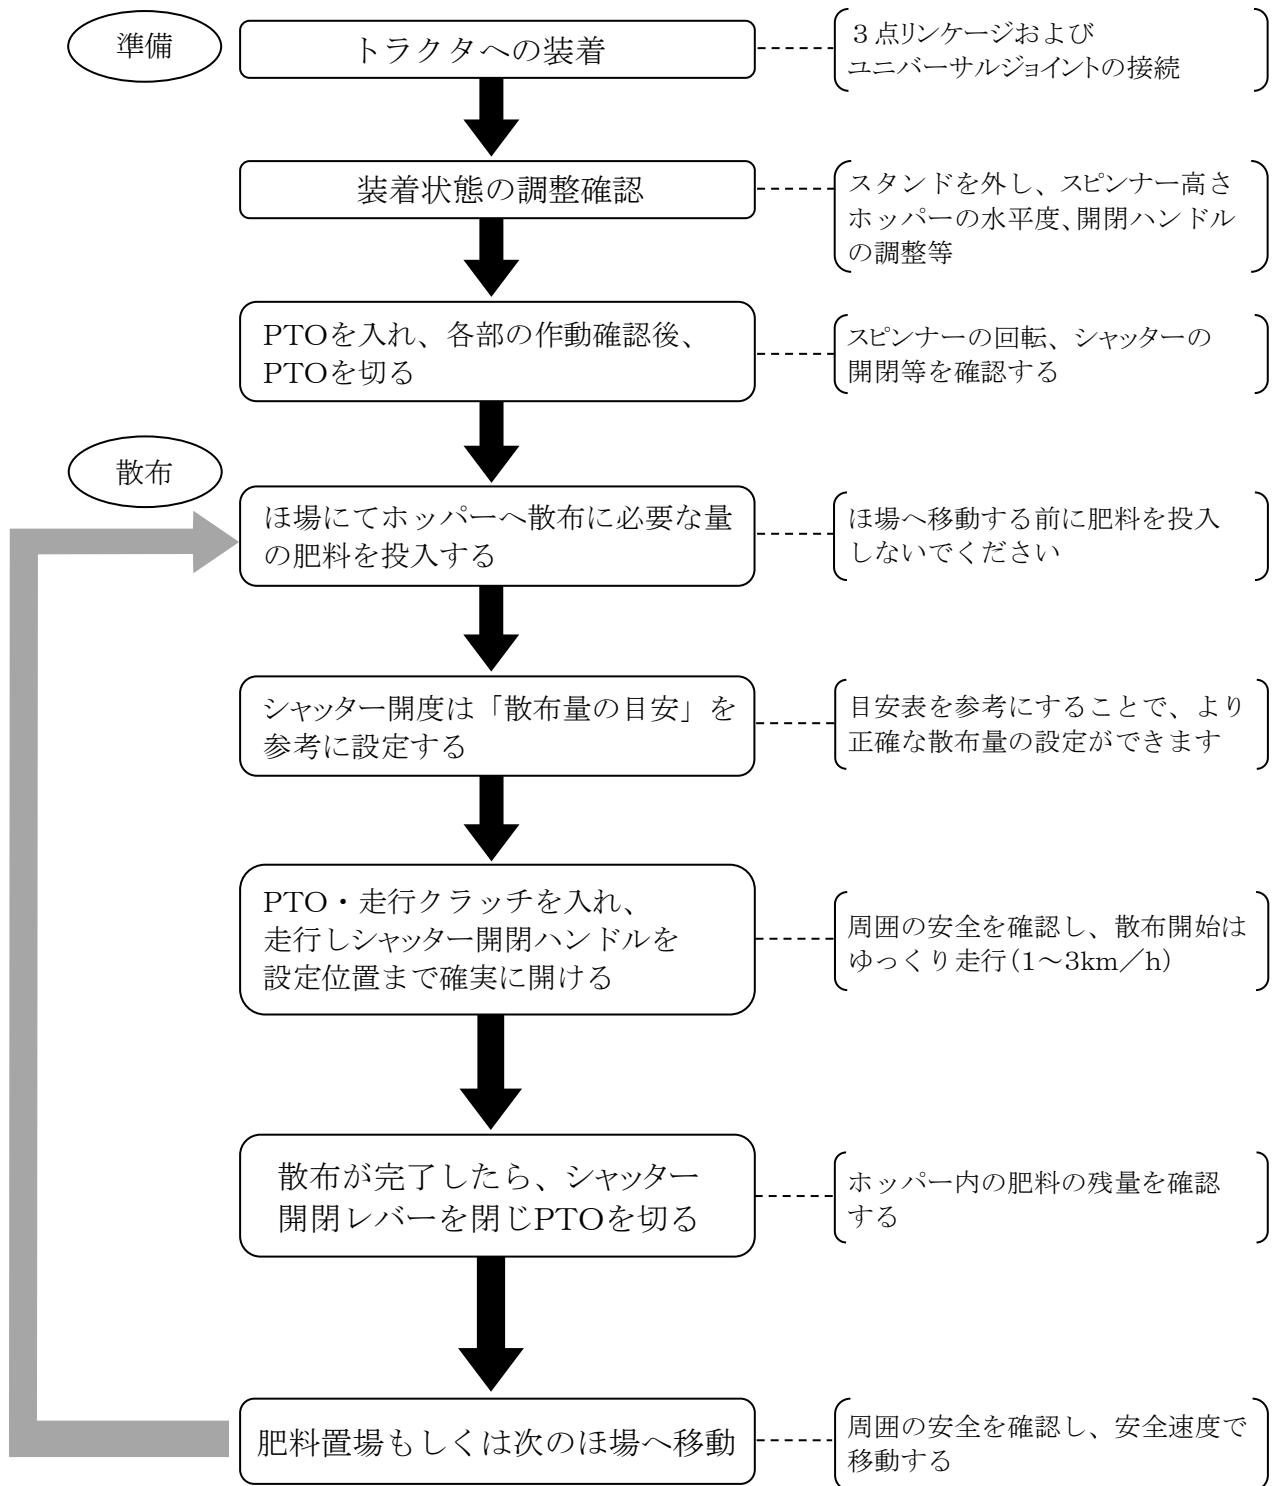 準備
トラクタへの装着
３点リンケージおよび
ユニバーサルジョイントの接続
装着状態の調整確認
スタンドを外し、スピンナー高さ
ホッパーの水平度、開閉ハンドル
の調整等
PTOを入れ、各部の作動確認後、
PTOを切る
スピンナーの回転、シャッターの
開閉等を確認する
散布
ほ場にてホッパーへ散布に必要な量
の肥料を投入する
ほ場へ移動する前に肥料を投入
しないでください
シャッター開度は「散布量の目安」を
参考に設定する
目安表を参考にすることで、より
正確な散布量の設定ができます
PTO・走行クラッチを入れ、
走行しシャッター開閉ハンドルを
設定位置まで確実に開ける
周囲の安全を確認し、散布開始は
ゆっくり走行(1～3km／h)
散布が完了したら、シャッター
開閉レバーを閉じPTOを切る
ホッパー内の肥料の残量を確認
する
肥料置場もしくは次のほ場へ移動
周囲の安全を確認し、安全速度で
移動する